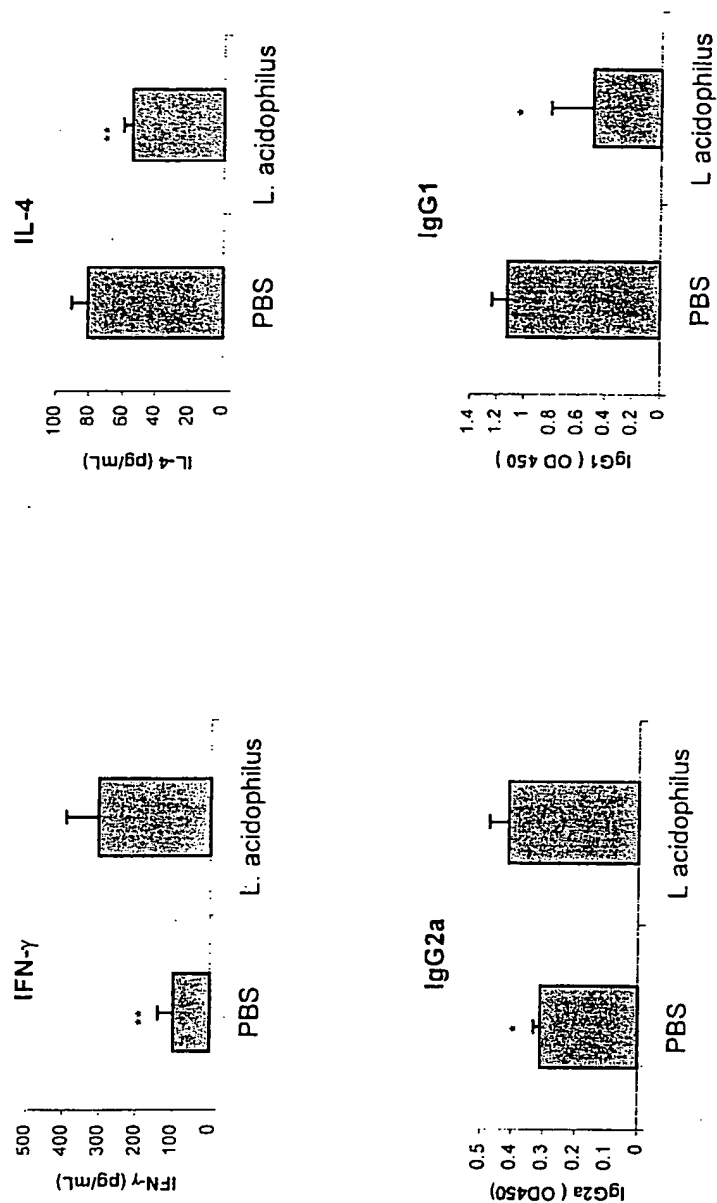 IFN-γ
IFN-γ (pg/mL)
500
400
300
200
100
0
**
PBS
L. acidophilus
IL-4
IL-4 (pg/mL)
100
80
60
40
20
0
**
PBS
L. acidophilus
IgG2a
IgG2a ( OD450)
0.5
0.4
0.3
0.2
0.1
0
*
PBS
L acidophilus
IgG1
IgG1 ( OD 450 )
1.4
1.2
1
0.8
0.6
0.4
0.2
0
*
PBS
L acidophilus